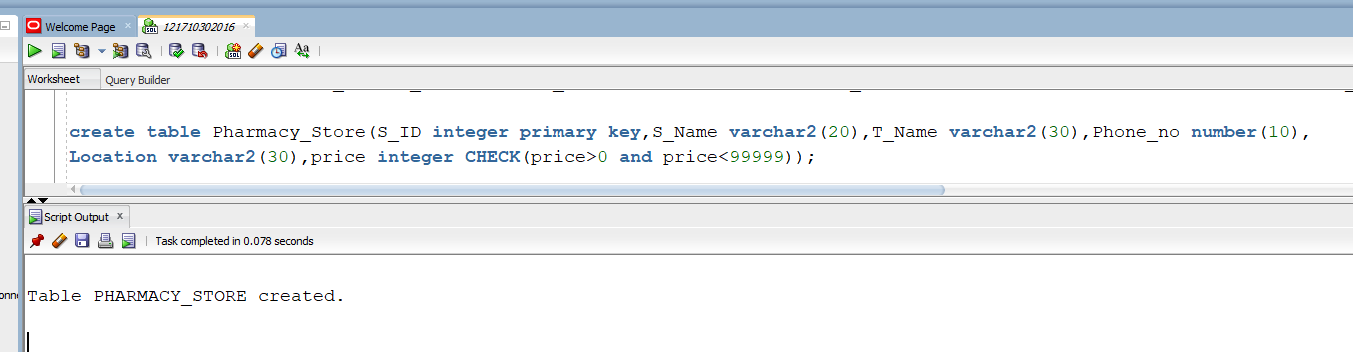 Welcome Page
121710302016
Worksheet
Query Builder
create table Pharmacy_Store(S_ID integer primary key,S_Name varchar2(20),T_Name varchar2(30),Phone_no number(10),
Location varchar2(30),price integer CHECK(price>0 and price<99999));
Script Output x
Task completed in 0.078 seconds
Table PHARMACY_STORE created.